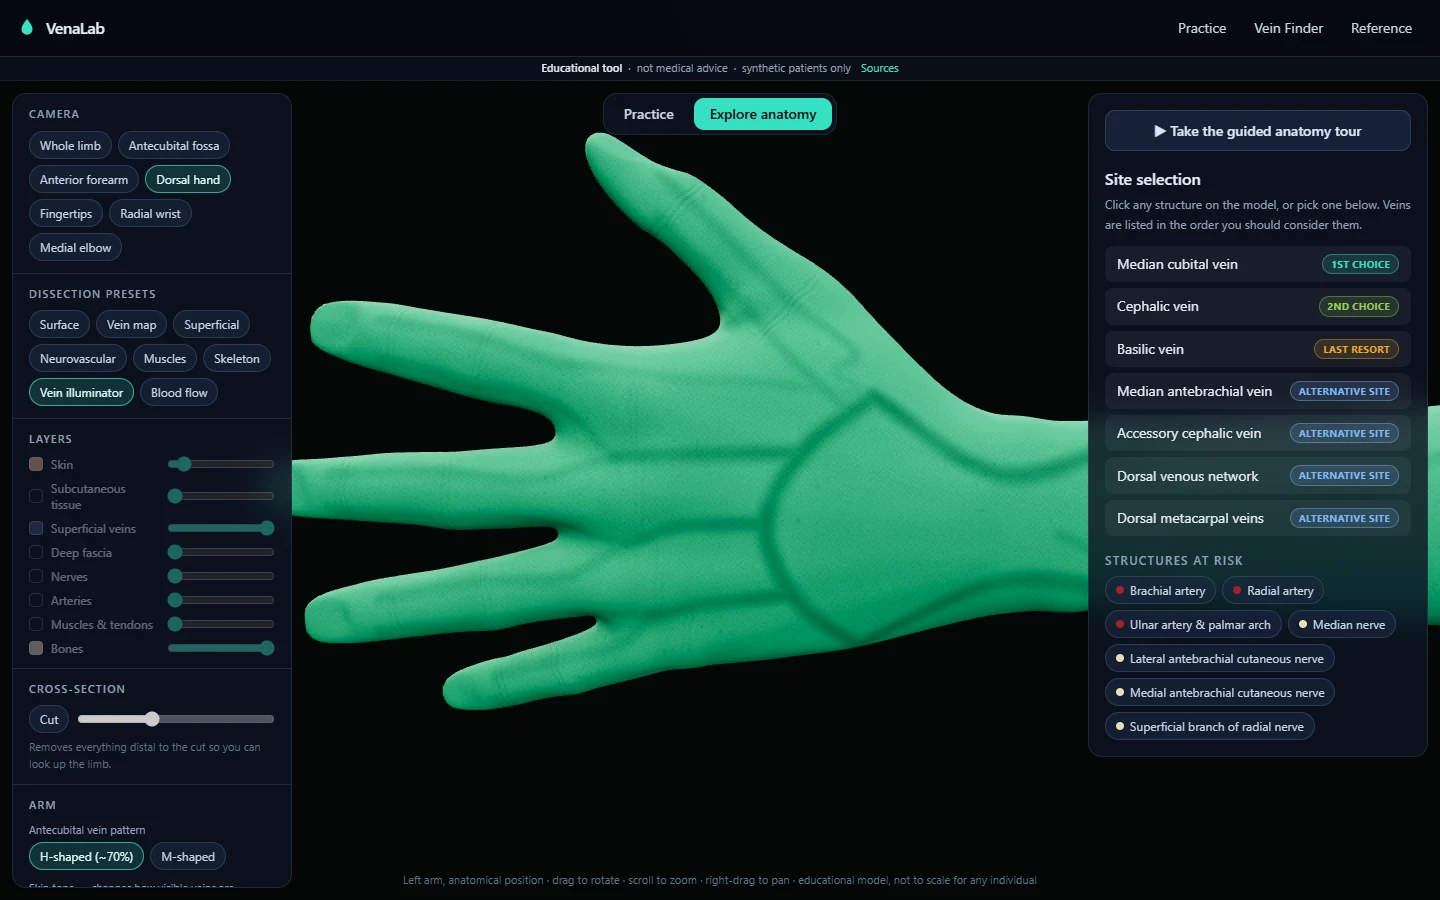 VenaLab
Practice
Vein Finder
Reference
Educational tool · not medical advice · synthetic patients only Sources
CAMERA
Whole limb
Antecubital fossa
Anterior forearm
Dorsal hand
Fingertips
Radial wrist
Medial elbow
DISSECTION PRESETS
Surface
Vein map
Superficial
Neurovascular
Muscles
Skeleton
Vein illuminator
Blood flow
LAYERS
Skin
Subcutaneous
tissue
Superficial veins
Deep fascia
Nerves
Arteries
Muscles & tendons
Bones
CROSS-SECTION
Cut
Removes everything distal to the cut so you can
look up the limb.
ARM
Antecubital vein pattern
H-shaped (~70%)
M-shaped
Practice
Explore anatomy
▶ Take the guided anatomy tour
Site selection
Click any structure on the model, or pick one below. Veins
are listed in the order you should consider them.
Median cubital vein 1ST CHOICE
Cephalic vein 2ND CHOICE
Basilic vein LAST RESORT
Median antebrachial vein ALTERNATIVE SITE
Accessory cephalic vein ALTERNATIVE SITE
Dorsal venous network ALTERNATIVE SITE
Dorsal metacarpal veins ALTERNATIVE SITE
STRUCTURES AT RISK
Brachial artery
Radial artery
Ulnar artery & palmar arch
Median nerve
Lateral antebrachial cutaneous nerve
Medial antebrachial cutaneous nerve
Superficial branch of radial nerve
Left arm, anatomical position · drag to rotate · scroll to zoom · right-drag to pan · educational model, not to scale for any individual